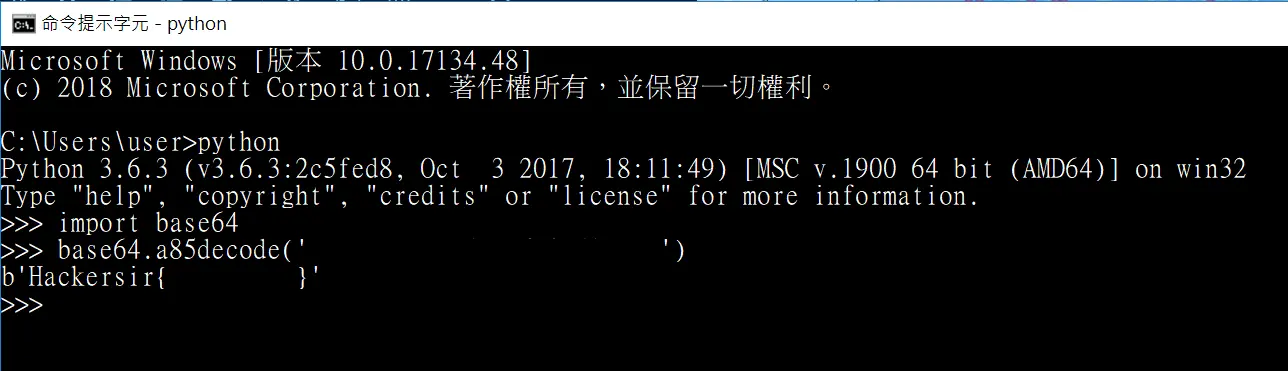 命令提示字元 - python
Microsoft Windows [版本 10.0.17134.48]
(c) 2018 Microsoft Corporation. 著作權所有，並保留一切權利。
C:\Users\user>python
Python 3.6.3 (v3.6.3:2c5fed8, Oct  3 2017, 18:11:49) [MSC v.1900 64 bit (AMD64)] on win32
Type "help", "copyright", "credits" or "license" for more information.
>>> import base64
>>> base64.a85decode('                          ')
b'Hackersir{          }'
>>>